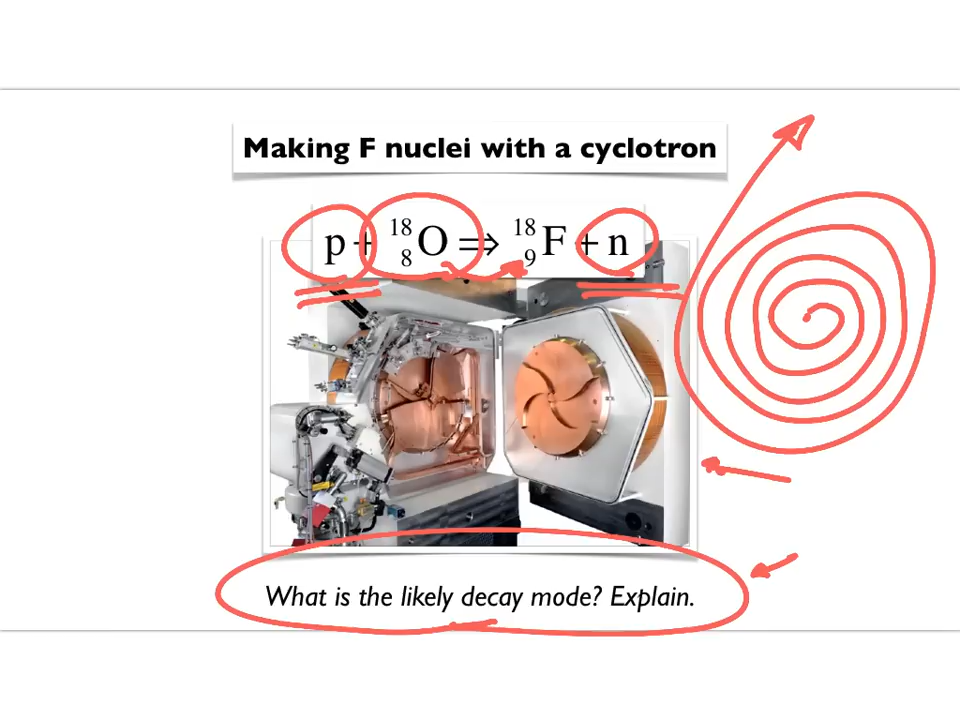 Making F nuclei with a cyclotron
p + ¹⁸₈O ⇒ ¹⁸₉F + n
What is the likely decay mode? Explain.